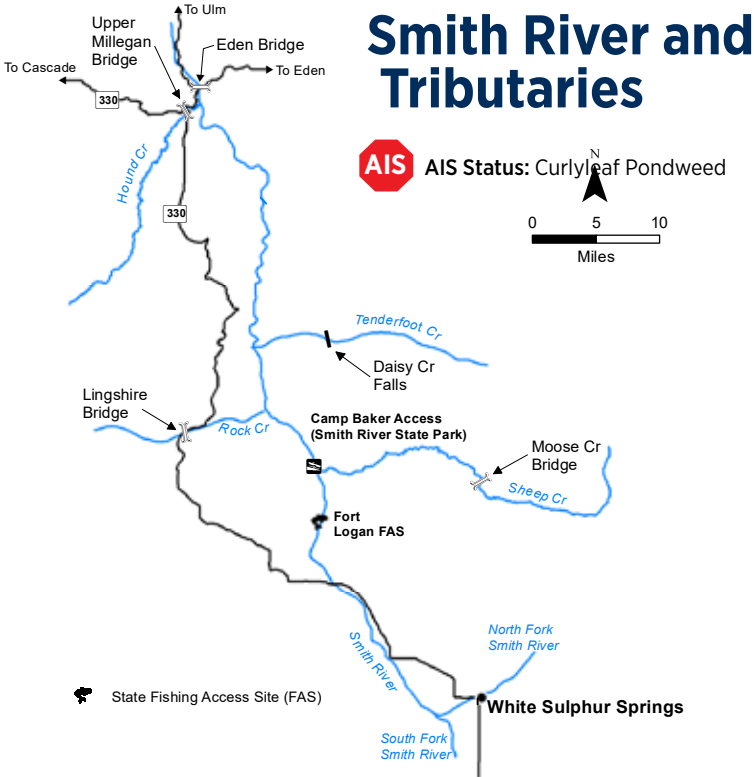 Smith River and
Tributaries
To Ulm
Upper
Millegan
Bridge
Eden Bridge
To Cascade
To Eden
330
AIS
AIS Status: Curlyleaf Pondweed
N
Hound Cr
330
0 5 10
Miles
Tenderfoot Cr
Daisy Cr
Falls
Lingshire
Bridge
Rock Cr
Camp Baker Access
(Smith River State Park)
Moose Cr
Bridge
Sheep Cr
Fort
Logan FAS
North Fork
Smith River
Smith River
State Fishing Access Site (FAS)
White Sulphur Springs
South Fork
Smith River